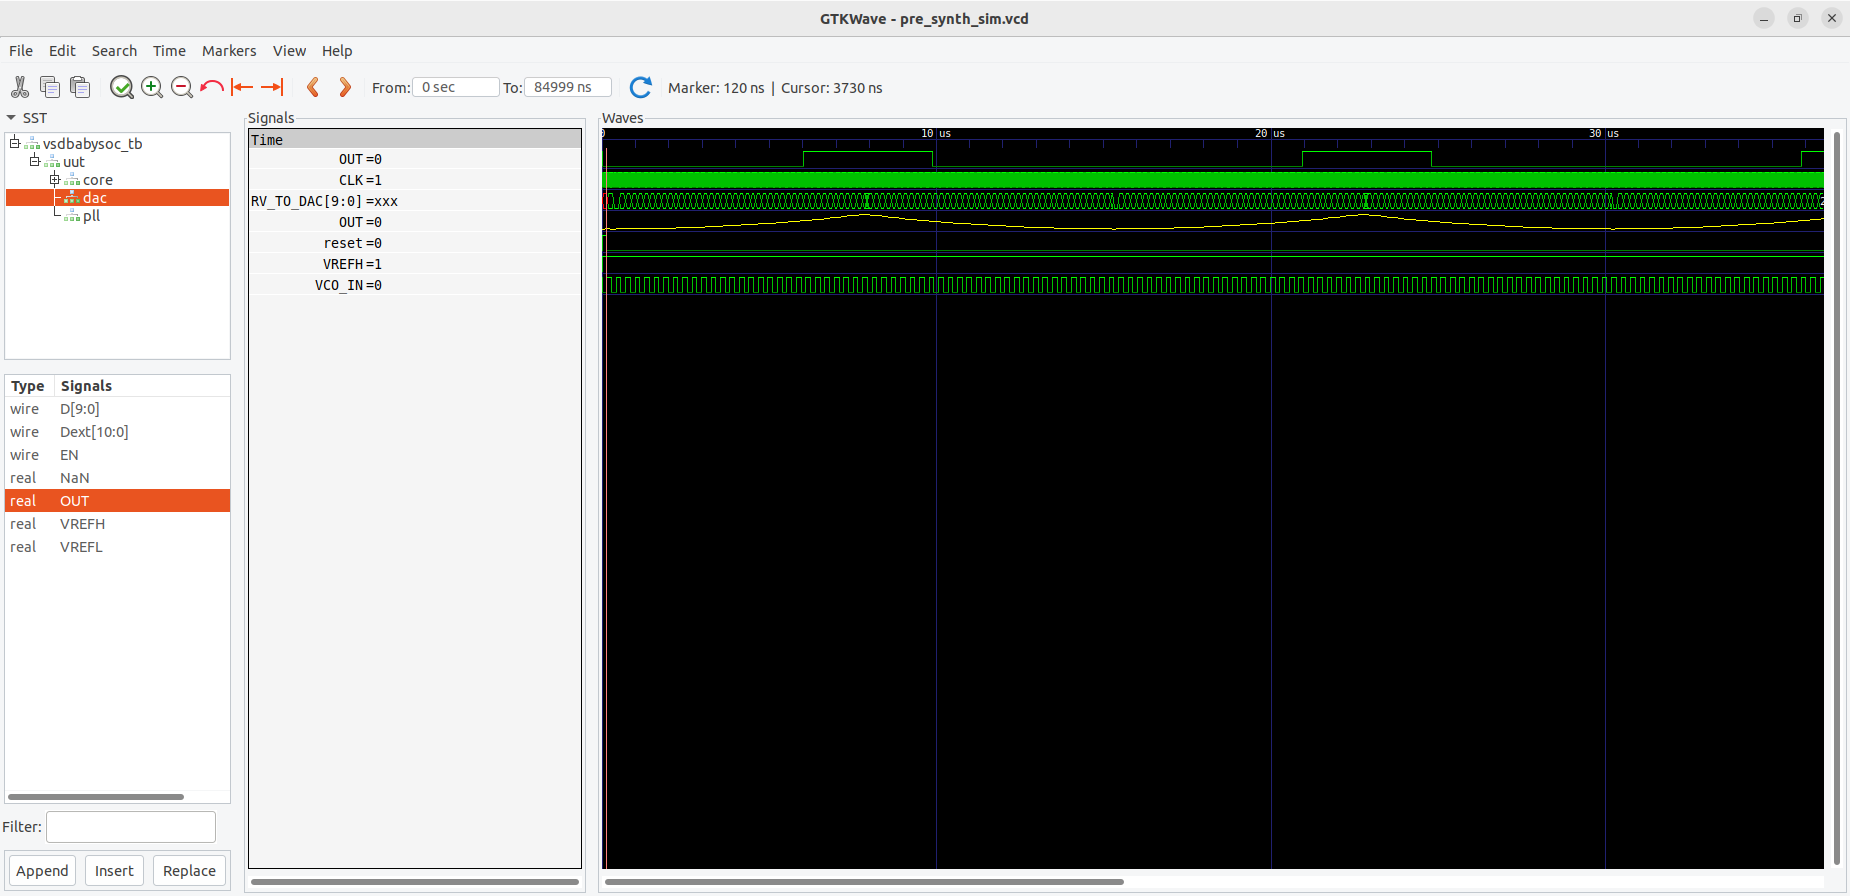 GTKWave - pre_synth_sim.vcd
File Edit Search Time Markers View Help
From: 0 sec To: 84999 ns Marker: 120 ns | Cursor: 3730 ns
SST
vsdbabysoc_tb
uut
core
dac
pll
Type Signals
wire D[9:0]
wire Dext[10:0]
wire EN
real NaN
real OUT
real VREFH
real VREFL
Filter:
Append Insert Replace
Signals
Time
OUT=0
CLK=1
RV_TO_DAC[9:0]=xxx
OUT=0
reset=0
VREFH=1
VCO_IN=0
Waves
0 10 us 20 us 30 us